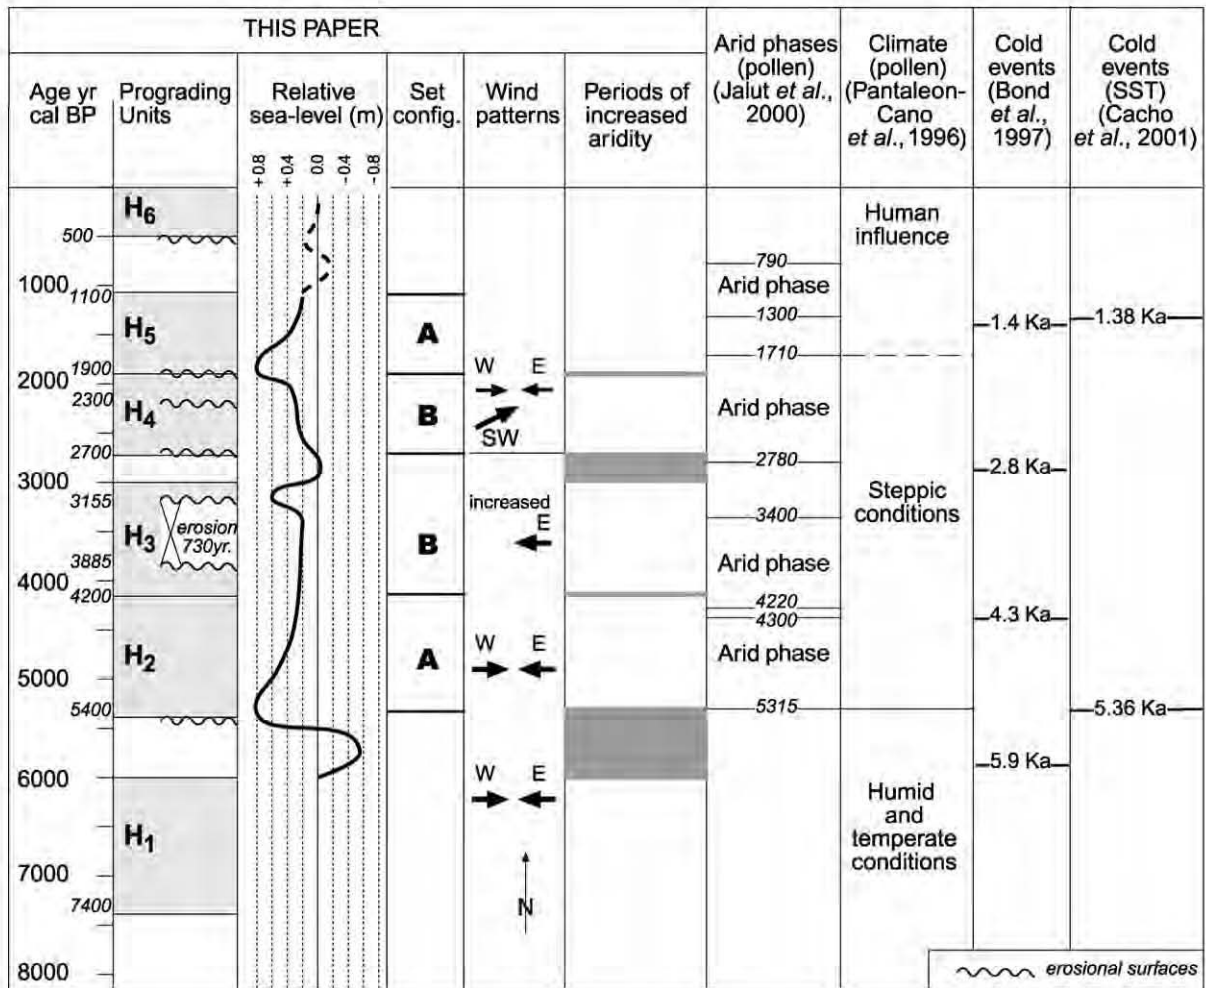 THIS PAPER
Age yr
cal BP
Prograding
Units
Relative
sea-level (m)
Set
config.
Wind
patterns
Periods of
increased
aridity
Arid phases
(pollen)
(Jalut et al.,
2000)
Climate
(pollen)
(Pantaleon-
Cano
et al., 1996)
Cold
events
(Bond
et al.,
1997)
Cold
events
(SST)
(Cacho
et al., 2001)
+0.8
+0.4
0.0
-0.4
-0.8
500
1000
1100
1900
2000
2300
2700
3000
3155
3885
4000
4200
5000
5400
6000
7000
7400
8000
H6
H5
H4
H3
erosion
730yr.
H2
H1
A
B
B
A
W E
SW
increased
E
W E
W E
N
790
Arid phase
1300
1710
Arid phase
2780
3400
Arid phase
4220
4300
Arid phase
5315
Human
influence
Steppic
conditions
Humid
and
temperate
conditions
1.4 Ka
2.8 Ka
4.3 Ka
5.9 Ka
1.38 Ka
5.36 Ka
erosional surfaces